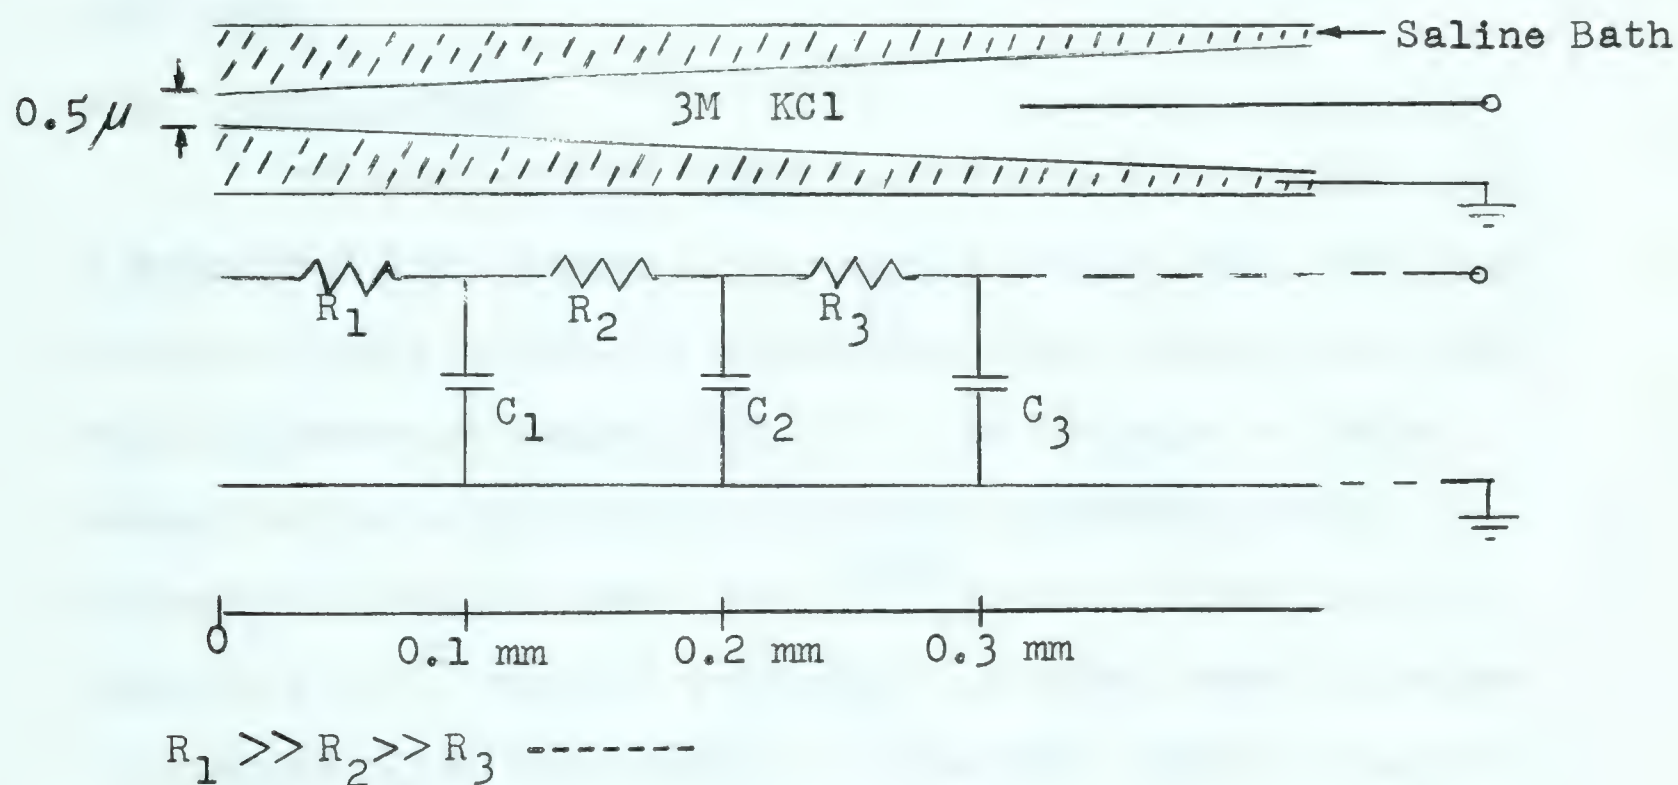 Saline Bath
0.5μ
3M KCl
R1 R2 R3
C1 C2 C3
0 0.1 mm 0.2 mm 0.3 mm
R1 >> R2 >> R3 -------